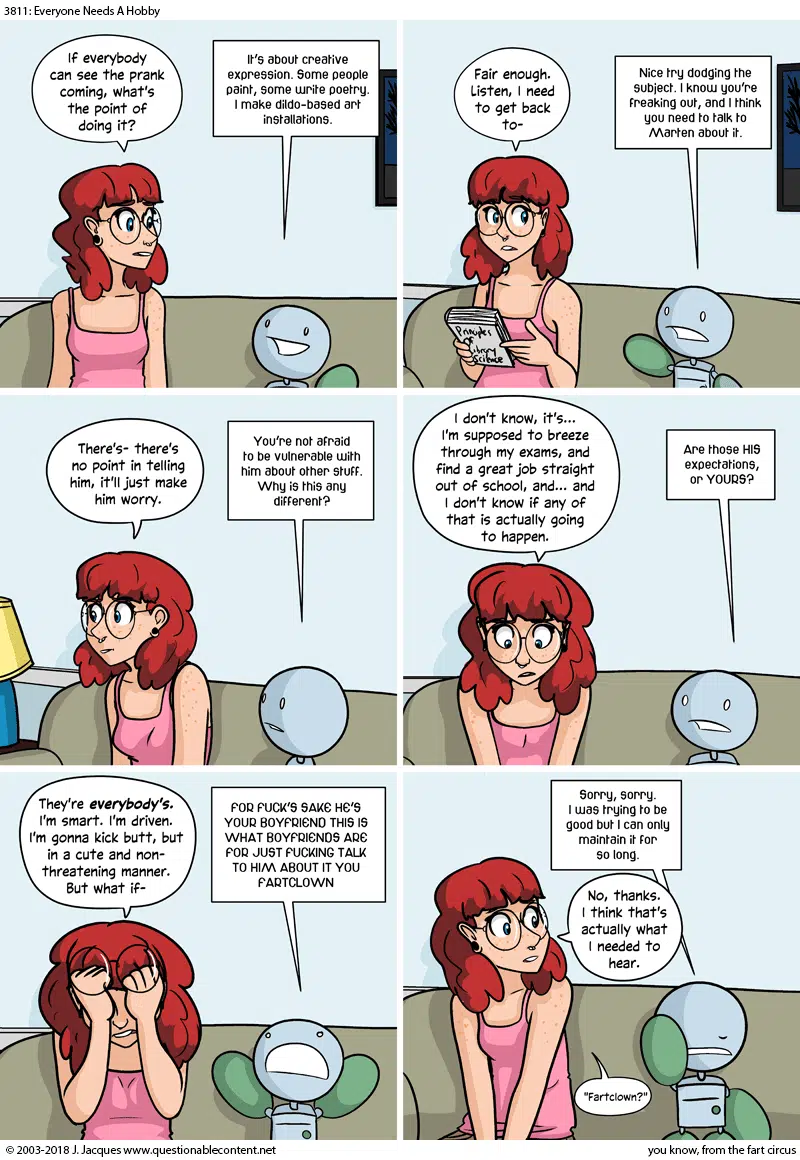 3811: Everyone Needs A Hobby
If everybody
can see the prank
coming, what's
the point of
doing it?
It's about creative
expression. Some people
paint, some write poetry.
I make dildo-based art
installations.
Fair enough.
Listen, I need
to get back
to-
Nice try dodging the
subject. I know you're
freaking out, and I think
you need to talk to
Marten about it.
Principles
of
Library
Science
There's- there's
no point in telling
him, it'll just make
him worry.
You're not afraid
to be vulnerable with
him about other stuff.
Why is this any
different?
I don't know, it's...
I'm supposed to breeze
through my exams, and
find a great job straight
out of school, and... and
I don't know if any of
that is actually going
to happen.
Are those HIS
expectations,
or YOURS?
They're everybody's.
I'm smart. I'm driven.
I'm gonna kick butt, but
in a cute and non-
threatening manner.
But what if-
FOR FUCK'S SAKE HE'S
YOUR BOYFRIEND THIS IS
WHAT BOYFRIENDS ARE
FOR JUST FUCKING TALK
TO HIM ABOUT IT YOU
FARTCLOWN
Sorry, sorry.
I was trying to be
good but I can only
maintain it for
so long.
No, thanks.
I think that's
actually what
I needed to
hear.
"Fartclown?"
© 2003-2018 J. Jacques www.questionablecontent.net
you know, from the fart circus